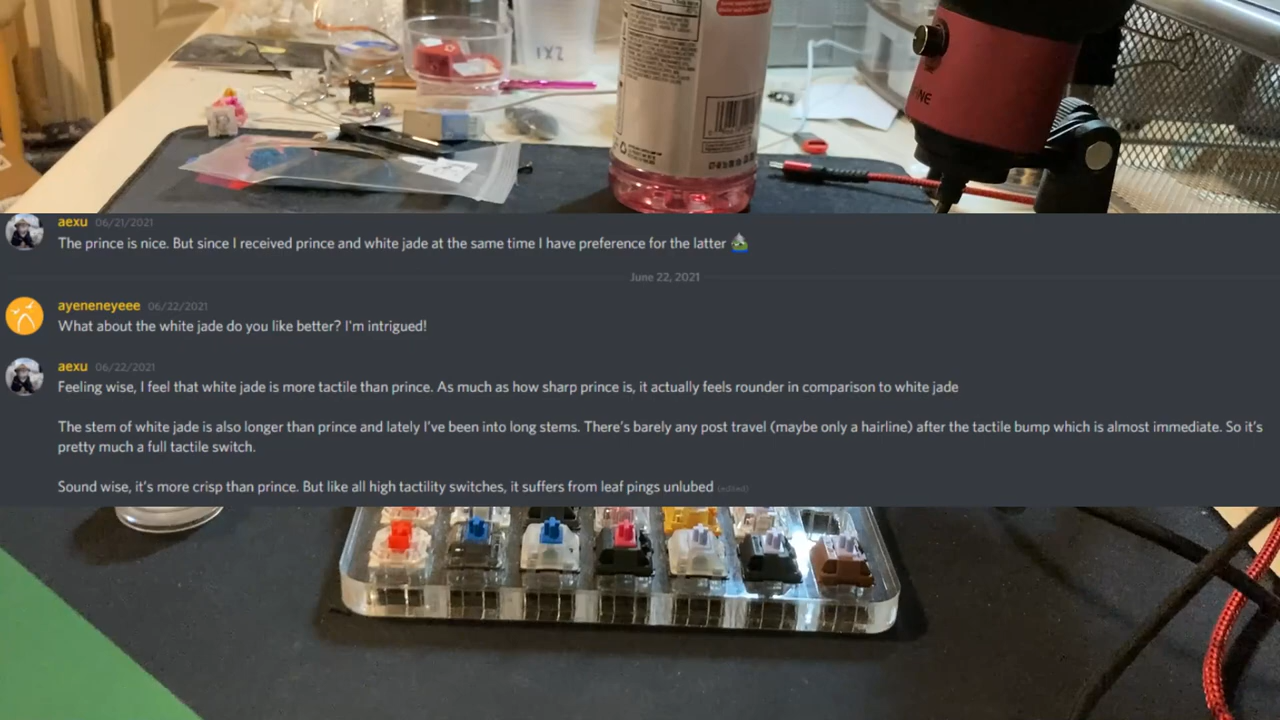 1X2
NE
aexu 06/21/2021
The prince is nice. But since I received prince and white jade at the same time I have preference for the latter
June 22, 2021
ayeneneyeee 06/22/2021
What about the white jade do you like better? I'm intrigued!
aexu 06/22/2021
Feeling wise, I feel that white jade is more tactile than prince. As much as how sharp prince is, it actually feels rounder in comparison to white jade
The stem of white jade is also longer than prince and lately I've been into long stems. There's barely any post travel (maybe only a hairline) after the tactile bump which is almost immediate. So it's
pretty much a full tactile switch.
Sound wise, it's more crisp than prince. But like all high tactility switches, it suffers from leaf pings unlubed (edited)